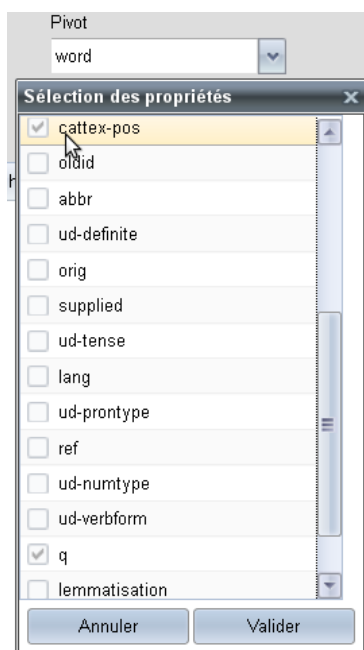 Pivot
word
Sélection des propriétés
cattex-pos
oldid
abbr
ud-definite
orig
supplied
ud-tense
lang
ud-prontype
ref
ud-numtype
ud-verbform
q
lemmatisation
Annuler Valider